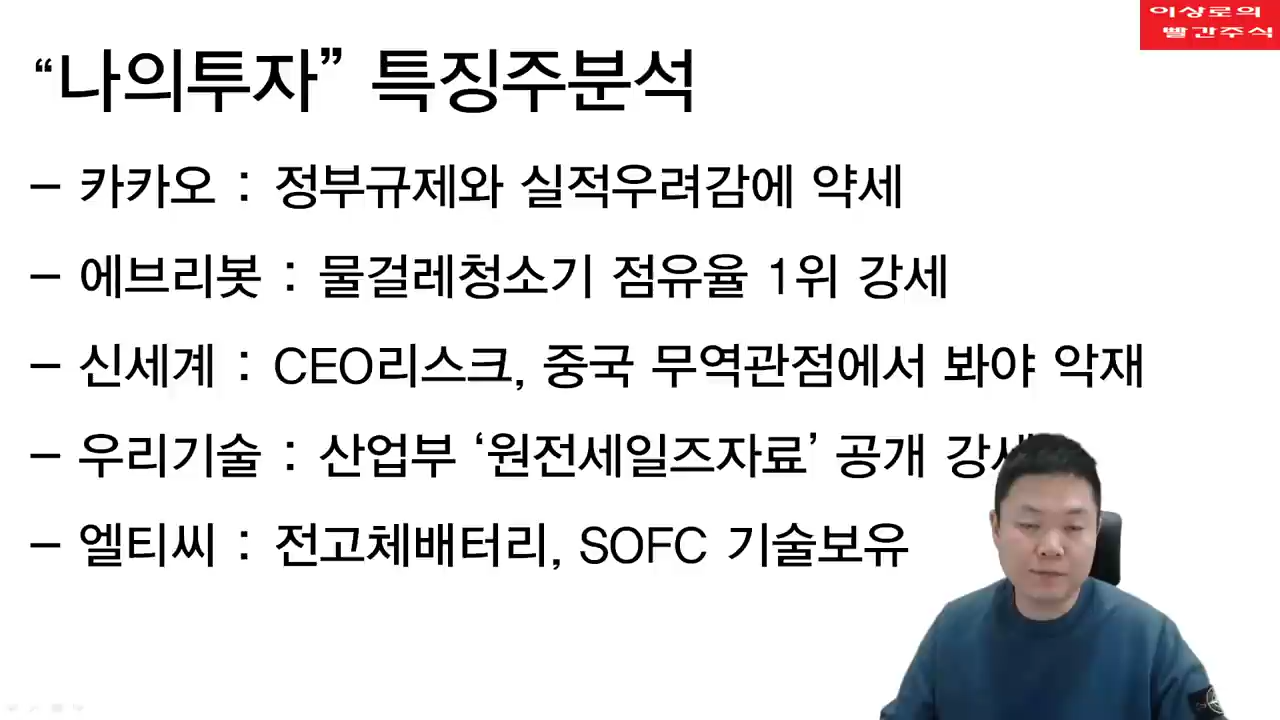 이상로의
빨간주식
“나의투자” 특징주분석
– 카카오 : 정부규제와 실적우려감에 약세
– 에브리봇 : 물걸레청소기 점유율 1위 강세
– 신세계 : CEO리스크, 중국 무역관점에서 봐야 악재
– 우리기술 : 산업부 ‘원전세일즈자료’ 공개 강세
– 엘티씨 : 전고체배터리, SOFC 기술보유